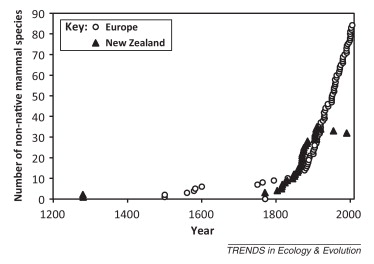 Number of non-native mammal species
90
80
70
60
50
40
30
20
10
0
Key: Europe
New Zealand
1200 1400 1600 1800 2000
Year
TRENDS in Ecology & Evolution